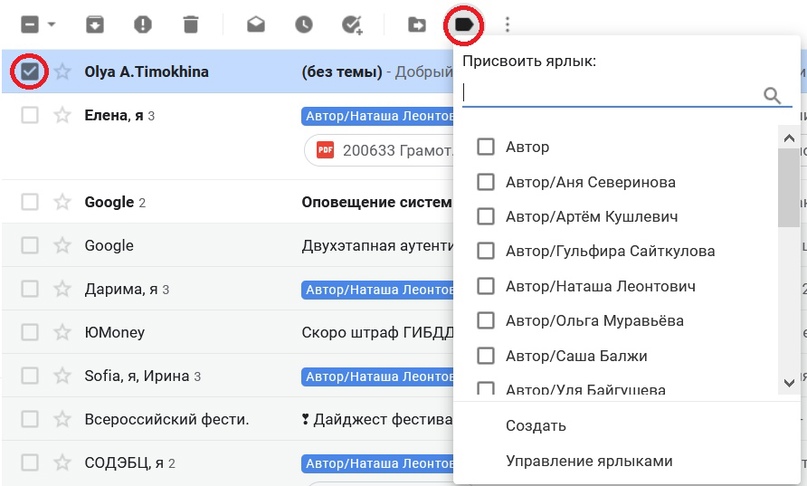 Присвоить ярлык:
Olya A.Timokhina (без темы) - Добрый
Елена, я 3 Автор/Наташа Леонтов
PDF 200633 Грамот.
Google 2 Оповещение систем
Google Двухэтапная аутенти
Дарима, я 3 Автор/Наташа Леонтов
ЮMoney Скоро штраф ГИБДД
Sofia, я, Ирина 3 Автор/Наташа Леонтов
Всероссийский фести. Дайджест фестива
СОДЭБЦ, я 2 Автор/Наташа Леонтов
Автор
Автор/Аня Северинова
Автор/Артём Кушлевич
Автор/Гульфира Сайткулова
Автор/Наташа Леонтович
Автор/Ольга Муравьёва
Автор/Саша Балжи
Автор/Уля Байгушева
Создать
Управление ярлыками